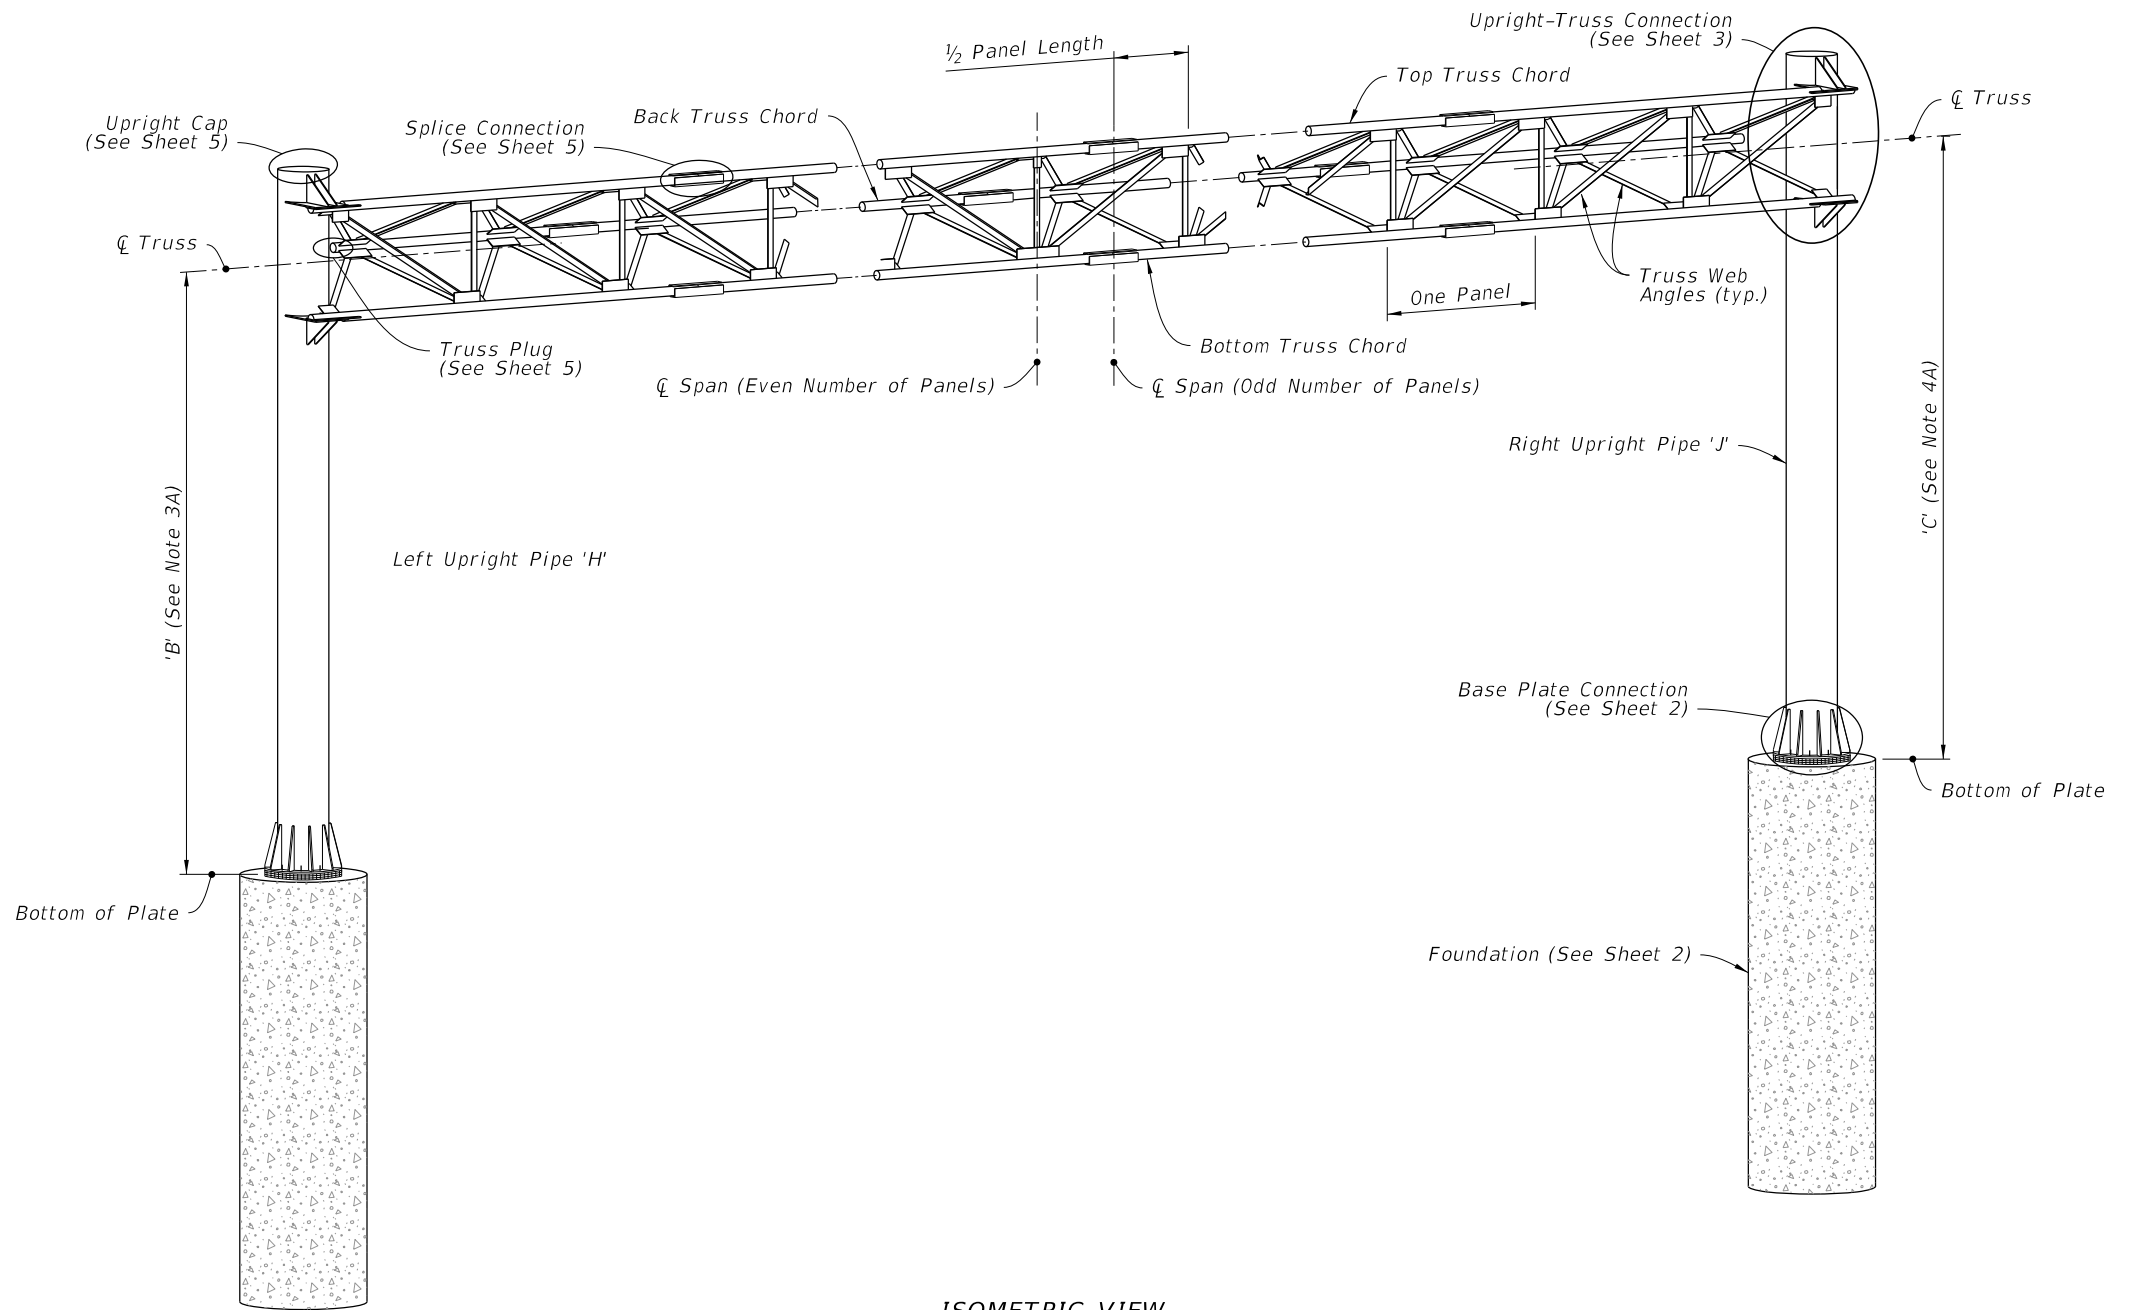 Upright-Truss Connection
(See Sheet 3)
½ Panel Length
Top Truss Chord
℄ Truss
Back Truss Chord
Upright Cap
(See Sheet 5)
Splice Connection
(See Sheet 5)
℄ Truss
Truss Web
Angles (typ.)
One Panel
Bottom Truss Chord
Truss Plug
(See Sheet 5)
℄ Span (Even Number of Panels)
℄ Span (Odd Number of Panels)
Right Upright Pipe 'J'
'C' (See Note 4A)
'B' (See Note 3A)
Left Upright Pipe 'H'
Base Plate Connection
(See Sheet 2)
Bottom of Plate
Bottom of Plate
Foundation (See Sheet 2)
ISOMETRIC VIEW